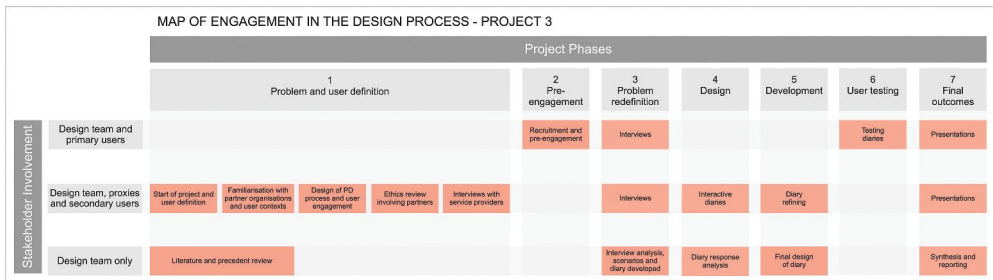 MAP OF ENGAGEMENT IN THE DESIGN PROCESS - PROJECT 3
Project Phases
1
Problem and user definition
2
Pre-
engagement
3
Problem
redefinition
4
Design
5
Development
6
User testing
7
Final
outcomes
Stakeholder Involvement
Design team and
primary users
Recruitment and
pre-engagement
Interviews
Testing
diaries
Presentations
Design team, proxies
and secondary users
Start of project and
user definition
Familiarisation with
partner organisations
and user contexts
Design of PD
process and user
engagement
Ethics review
involving partners
Interviews with
service providers
Interviews
Interactive
diaries
Diary
refining
Presentations
Design team only
Literature and precedent review
Interview analysis,
scenarios and
diary developed
Diary response
analysis
Final design
of diary
Synthesis and
reporting